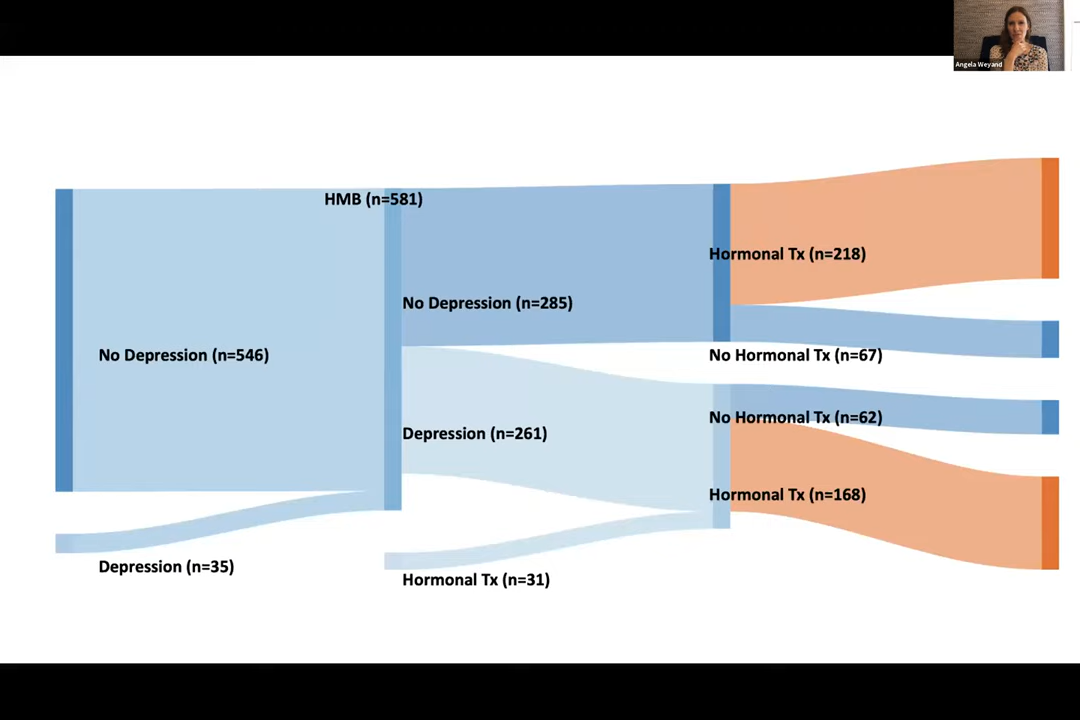 Angela Weyand
HMB (n=581)
Hormonal Tx (n=218)
No Depression (n=285)
No Depression (n=546)
No Hormonal Tx (n=67)
No Hormonal Tx (n=62)
Depression (n=261)
Hormonal Tx (n=168)
Depression (n=35)
Hormonal Tx (n=31)